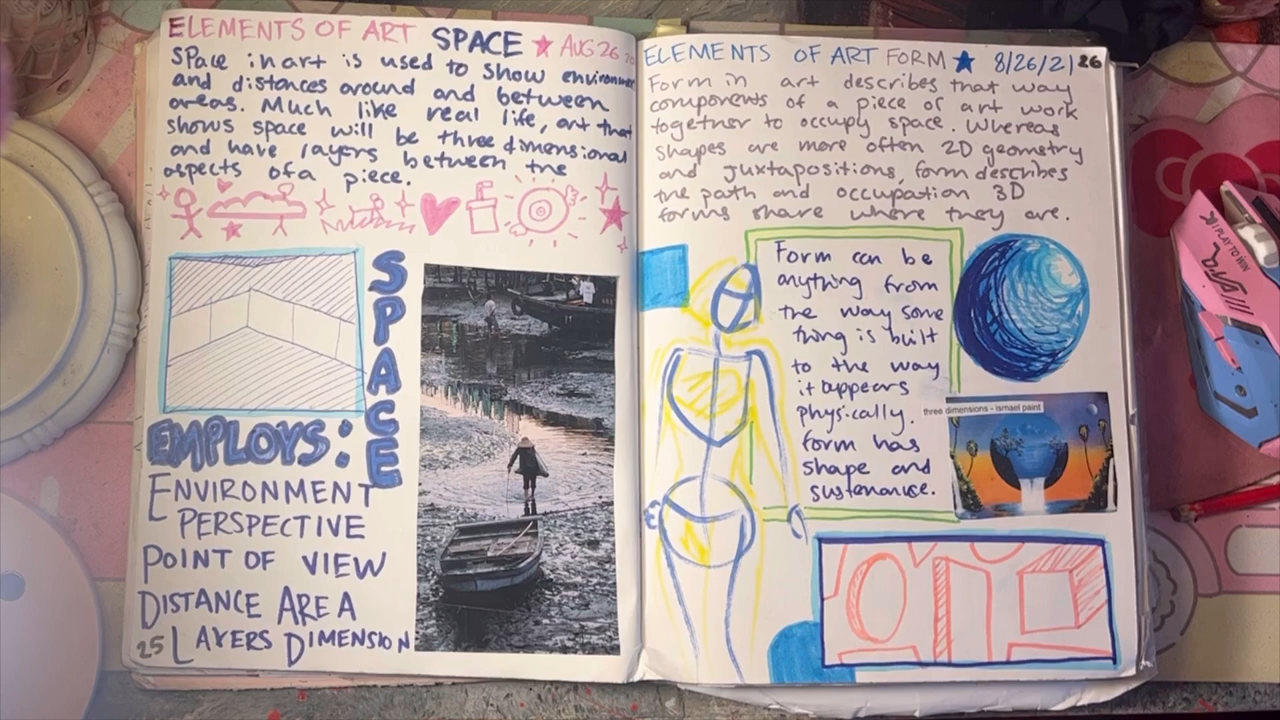 ELEMENTS OF ART SPACE ★ AUG 26
Space in art is used to show
and distances around and between
areas. Much like real life, art that
shows space will be three dimensional
and have layers between the
aspects of a piece.
SPACE
EMPLOYS:
ENVIRONMENT
PERSPECTIVE
POINT OF VIEW
DISTANCE AREA
LAYERS DIMENSION
25
ELEMENTS OF ART FORM ★ 8/26/21
26
Form in art describes that way
components of a piece of art work
together to occupy space. Whereas
shapes are more often 2D geometry
and juxtapositions, form describes
the path and occupation 3D
forms share where they are.
Form can be
anything from
the way some
thing is built
to the way
it appears
physically.
form has
shape and
sustenance.
three dimensions - ismael paint
I PLAY TO WIN